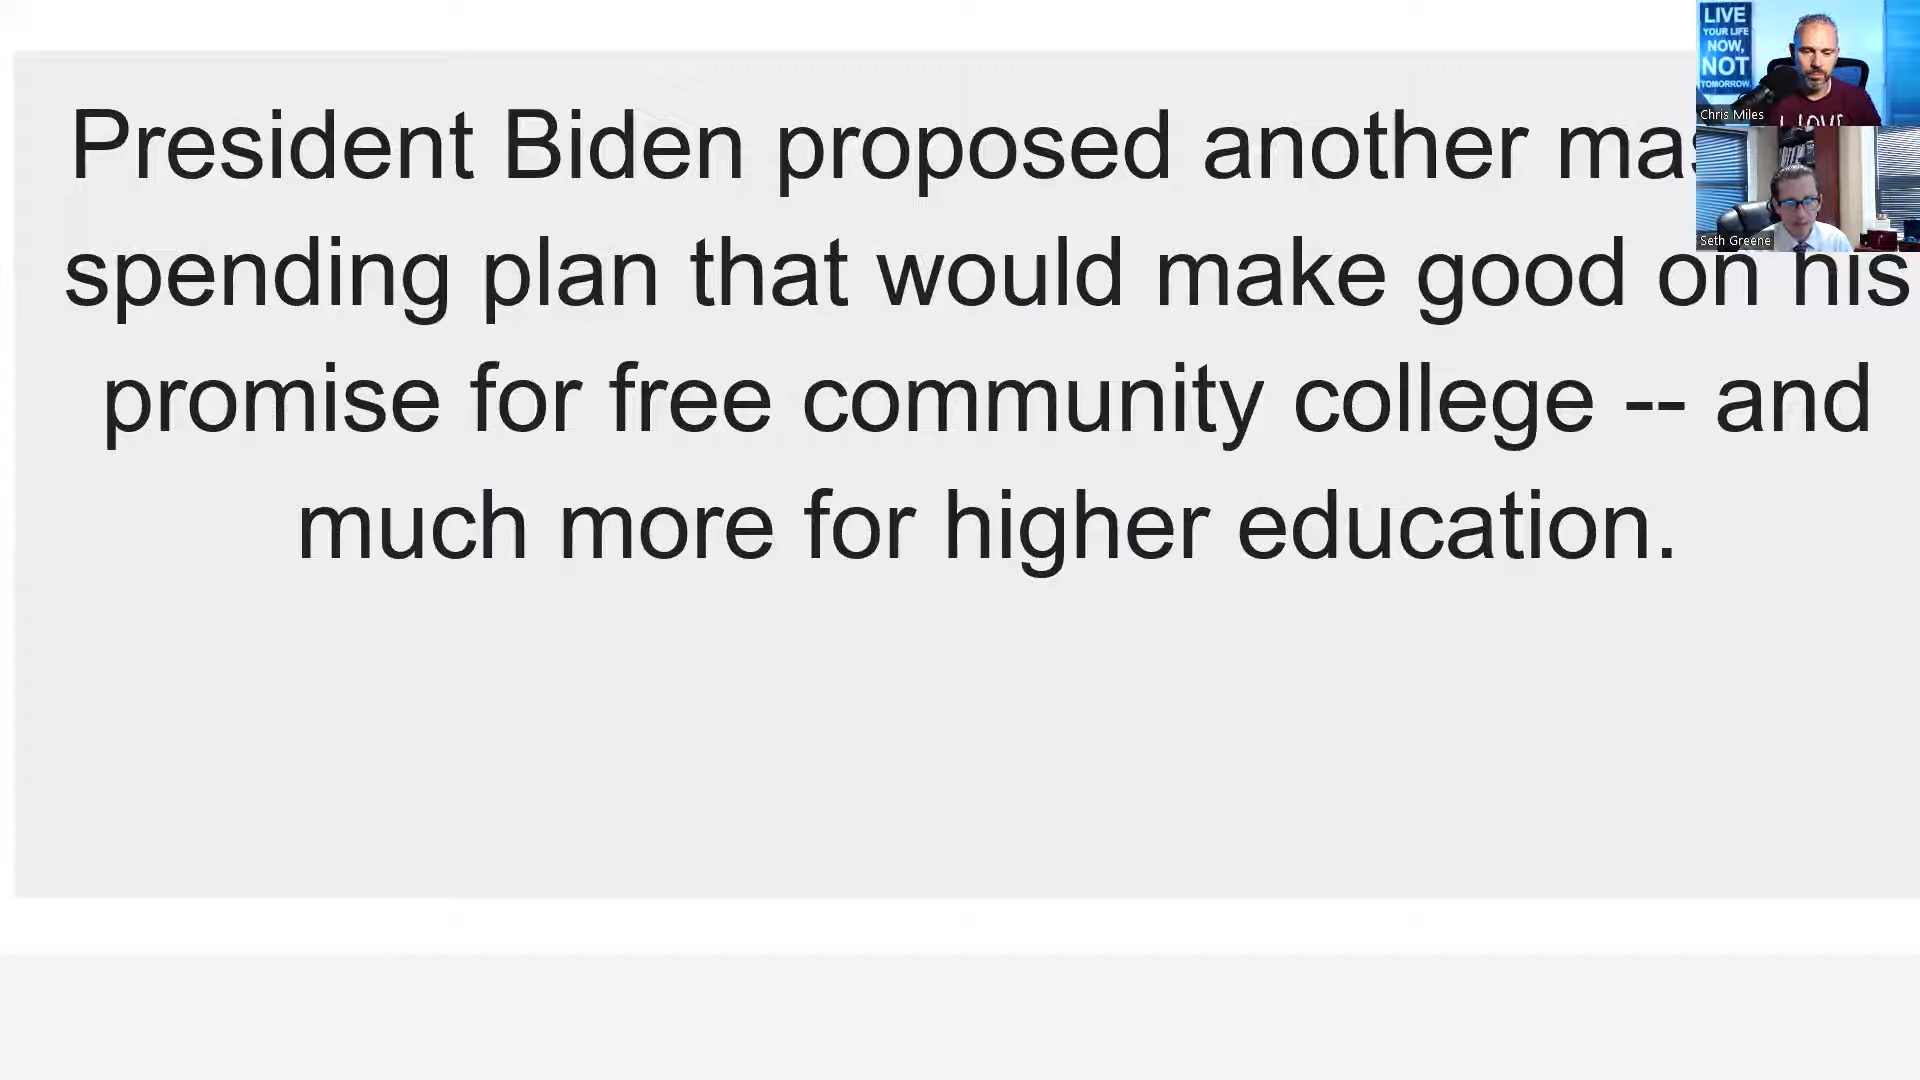 LIVE
YOUR LIFE
NOW,
NOT
TOMORROW
Chris Miles
I LOVE
President Biden proposed another
Seth Greene
spending plan that would make good on his
promise for free community college -- and
much more for higher education.